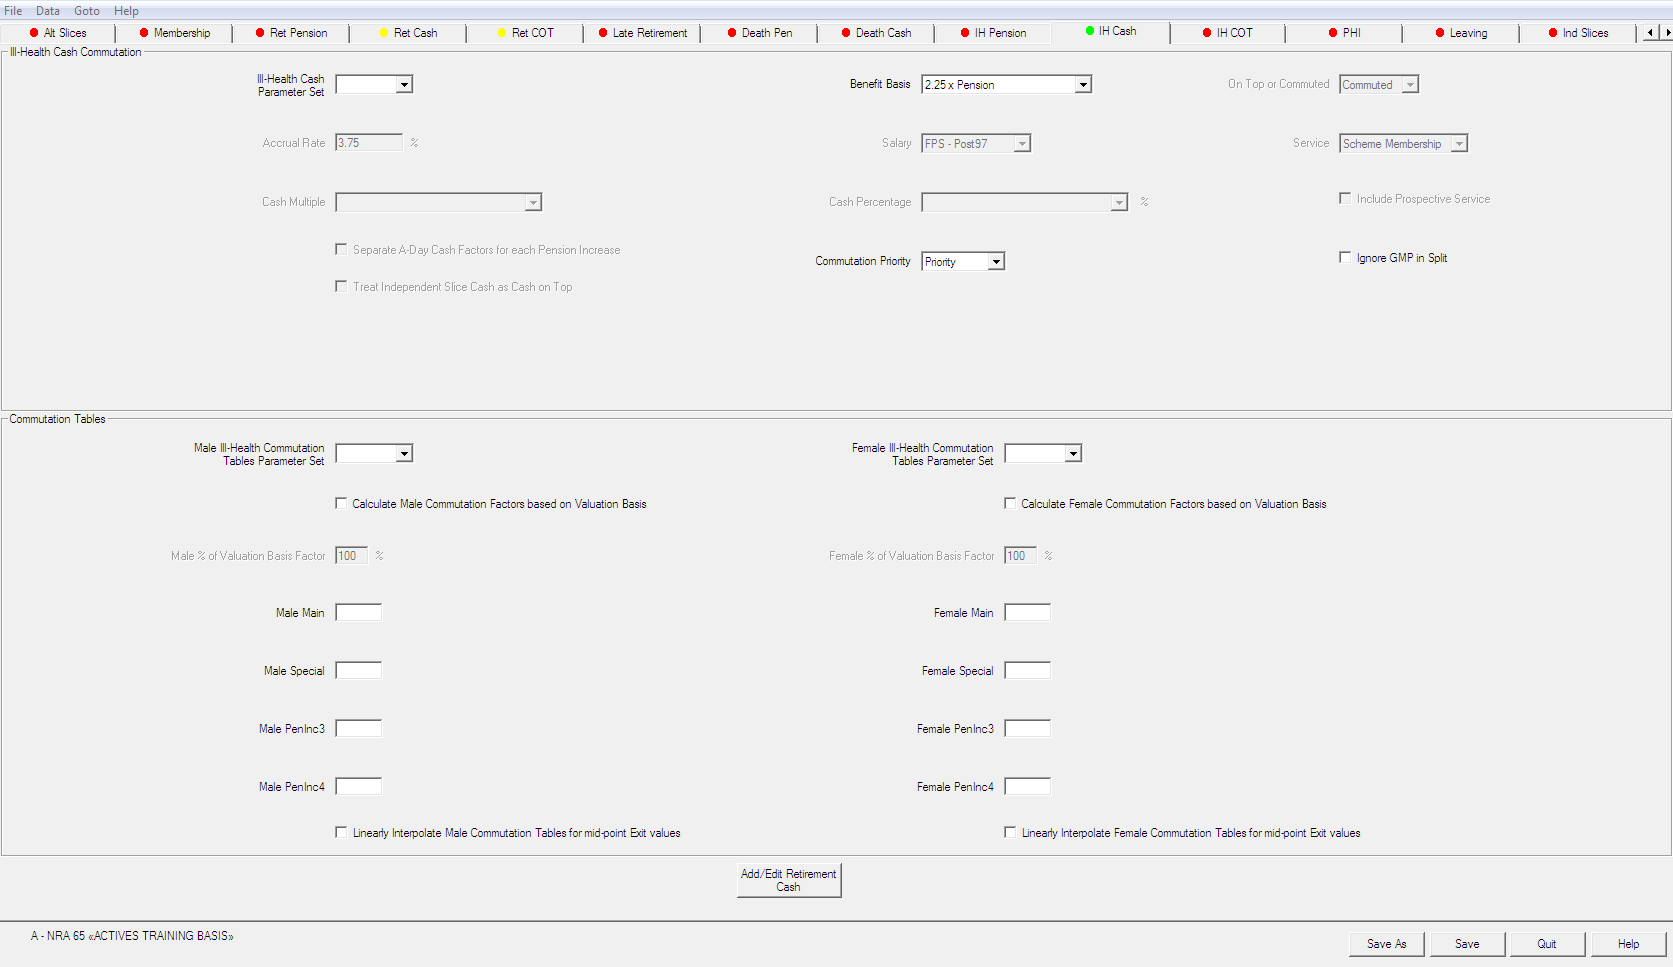 File Data Goto Help
Alt Slices Membership Ret Pension Ret Cash Ret COT Late Retirement Death Pen Death Cash IH Pension IH Cash IH COT PHI Leaving Ind Slices
Ill-Health Cash Commutation
Ill-Health Cash
Parameter Set
Benefit Basis 2.25 x Pension
On Top or Commuted Commuted
Accrual Rate 3.75 %
Salary FPS - Post97
Service Scheme Membership
Cash Multiple
Cash Percentage %
Include Prospective Service
Separate A-Day Cash Factors for each Pension Increase
Commutation Priority Priority
Ignore GMP in Split
Treat Independent Slice Cash as Cash on Top
Commutation Tables
Male Ill-Health Commutation
Tables Parameter Set
Female Ill-Health Commutation
Tables Parameter Set
Calculate Male Commutation Factors based on Valuation Basis
Calculate Female Commutation Factors based on Valuation Basis
Male % of Valuation Basis Factor 100 %
Female % of Valuation Basis Factor 100 %
Male Main
Female Main
Male Special
Female Special
Male PenInc3
Female PenInc3
Male PenInc4
Female PenInc4
Linearly Interpolate Male Commutation Tables for mid-point Exit values
Linearly Interpolate Female Commutation Tables for mid-point Exit values
Add/Edit Retirement
Cash
A - NRA 65 «ACTIVES TRAINING BASIS»
Save As Save Quit Help